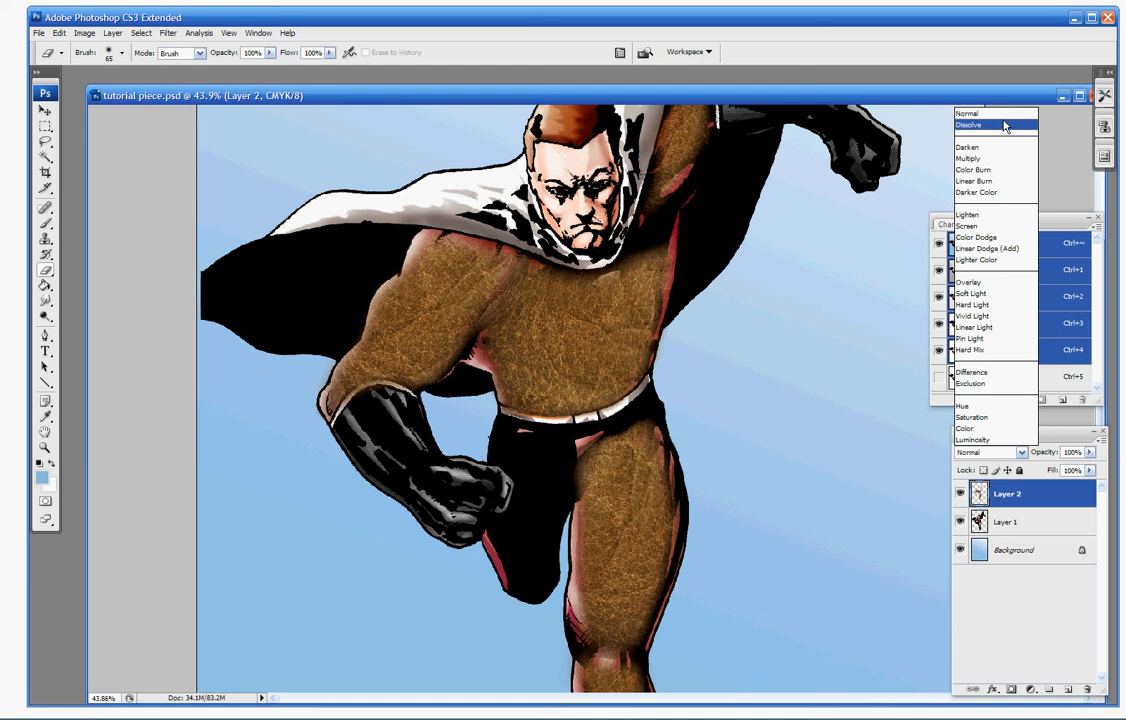 Adobe Photoshop CS3 Extended
File Edit Image Layer Select Filter Analysis View Window Help
Brush: 65 Mode: Brush Opacity: 100% Flow: 100% Erase to History Workspace
Ps
tutorial piece.psd @ 43.9% (Layer 2, CMYK/8)
Normal
Dissolve
Darken
Multiply
Color Burn
Linear Burn
Darker Color
Lighten
Screen
Color Dodge
Linear Dodge (Add)
Lighter Color
Overlay
Soft Light
Hard Light
Vivid Light
Linear Light
Pin Light
Hard Mix
Difference
Exclusion
Hue
Saturation
Color
Luminosity
Ctrl+~
Ctrl+1
Ctrl+2
Ctrl+3
Ctrl+4
Ctrl+5
Normal Opacity: 100%
Lock: Fill: 100%
Layer 2
Layer 1
Background
43.86% Doc: 34.1M/83.2M